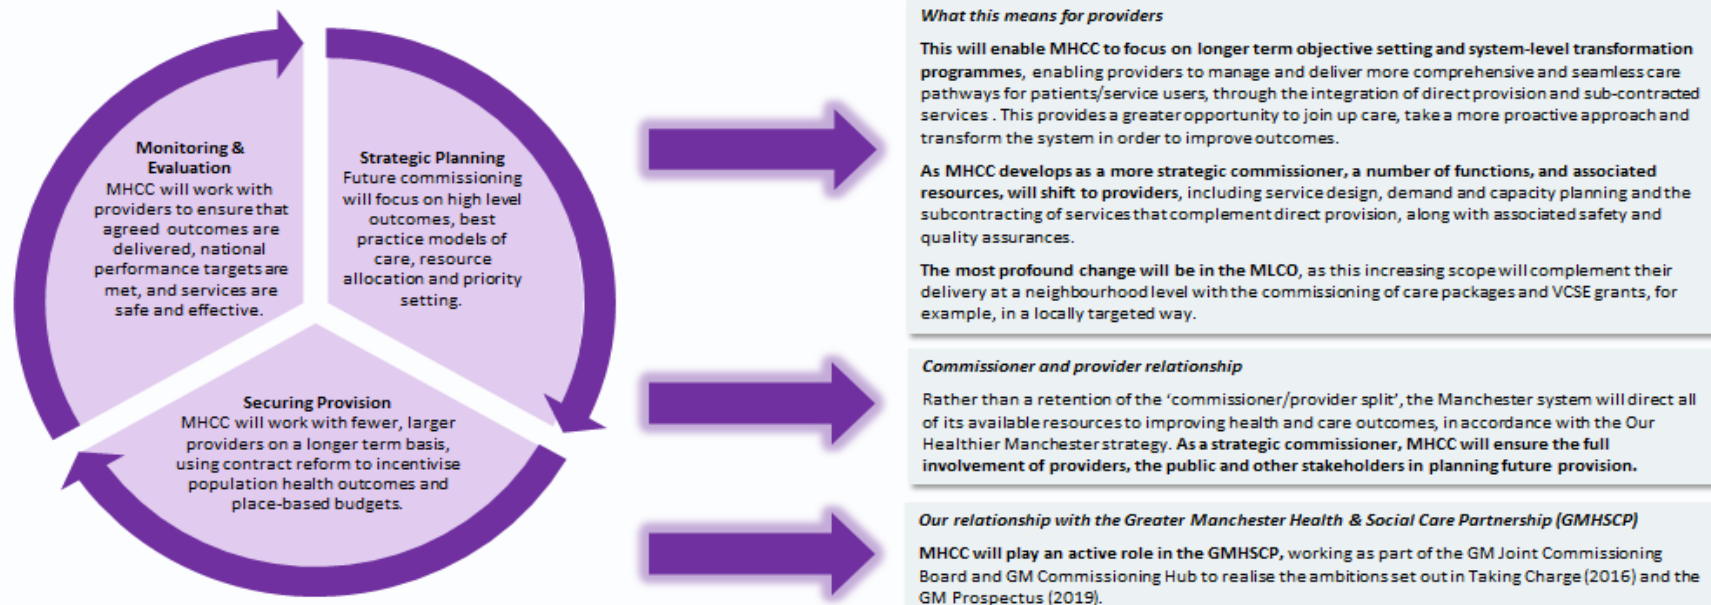 Monitoring &
Evaluation
MHCC will work with
providers to ensure that
agreed outcomes are
delivered, national
performance targets are
met, and services are
safe and effective.
Strategic Planning
Future commissioning
will focus on high level
outcomes, best
practice models of
care, resource
allocation and priority
setting.
Securing Provision
MHCC will work with fewer, larger
providers on a longer term basis,
using contract reform to incentivise
population health outcomes and
place-based budgets.
What this means for providers
This will enable MHCC to focus on longer term objective setting and system-level transformation
programmes, enabling providers to manage and deliver more comprehensive and seamless care
pathways for patients/service users, through the integration of direct provision and sub-contracted
services . This provides a greater opportunity to join up care, take a more proactive approach and
transform the system in order to improve outcomes.
As MHCC develops as a more strategic commissioner, a number of functions, and associated
resources, will shift to providers, including service design, demand and capacity planning and the
subcontracting of services that complement direct provision, along with associated safety and
quality assurances.
The most profound change will be in the MLCO, as this increasing scope will complement their
delivery at a neighbourhood level with the commissioning of care packages and VCSE grants, for
example, in a locally targeted way.
Commissioner and provider relationship
Rather than a retention of the 'commissioner/provider split', the Manchester system will direct all
of its available resources to improving health and care outcomes, in accordance with the Our
Healthier Manchester strategy. As a strategic commissioner, MHCC will ensure the full
involvement of providers, the public and other stakeholders in planning future provision.
Our relationship with the Greater Manchester Health & Social Care Partnership (GMHSCP)
MHCC will play an active role in the GMHSCP, working as part of the GM Joint Commissioning
Board and GM Commissioning Hub to realise the ambitions set out in Taking Charge (2016) and the
GM Prospectus (2019).